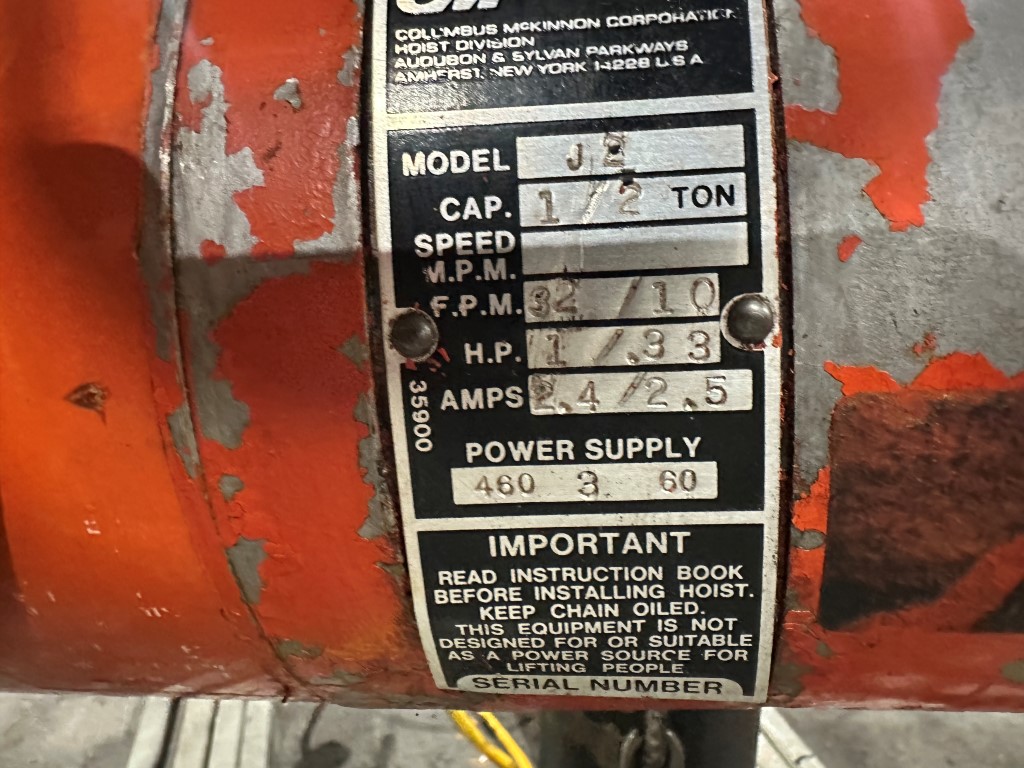 CM
COLUMBUS McKINNON CORPORATION
HOIST DIVISION
AUDUBON & SYLVAN PARKWAYS
AMHERST, NEW YORK 14228 U.S.A.
MODEL J 2
CAP. 1/2 TON
SPEED
M.P.M.
F.P.M. 32/10
H.P. 1/.33
AMPS 2.4/2.5
35900
POWER SUPPLY
460 3 60
IMPORTANT
READ INSTRUCTION BOOK
BEFORE INSTALLING HOIST.
KEEP CHAIN OILED.
THIS EQUIPMENT IS NOT
DESIGNED FOR OR SUITABLE
AS A POWER SOURCE FOR
LIFTING PEOPLE
SERIAL NUMBER